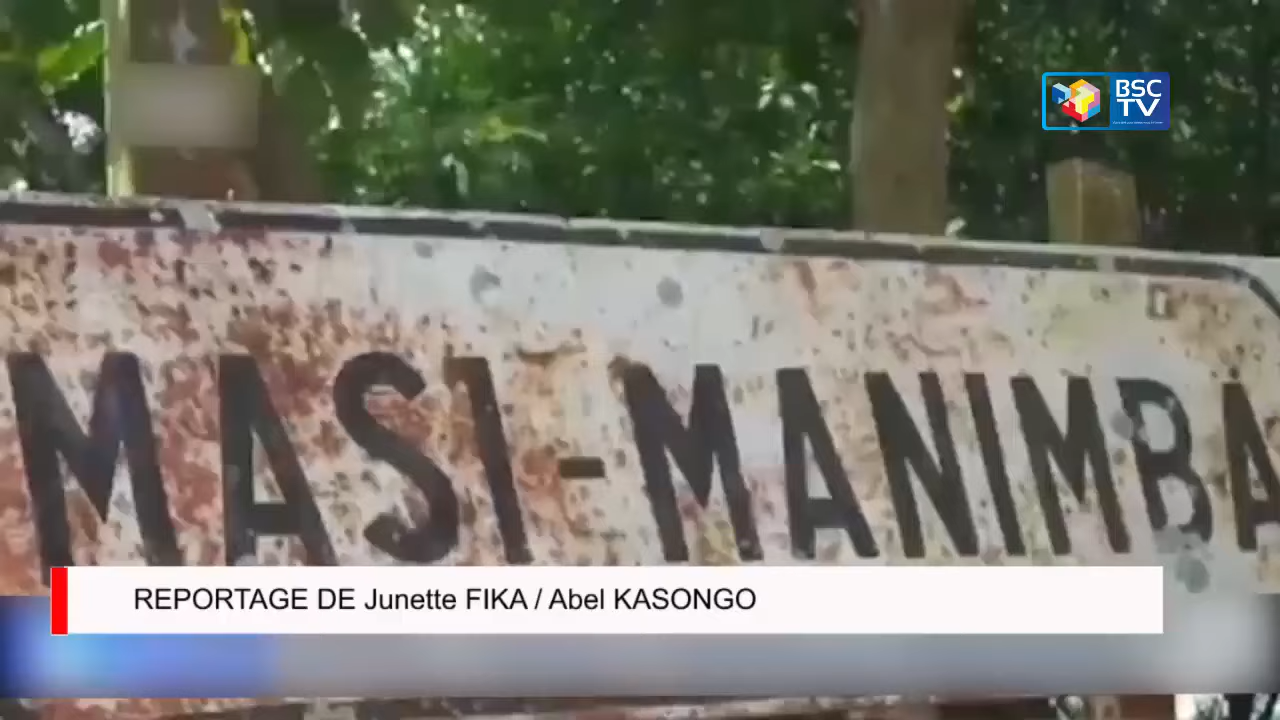 BSC
TV
MASI-MANIMBA
REPORTAGE DE Junette FIKA / Abel KASONGO